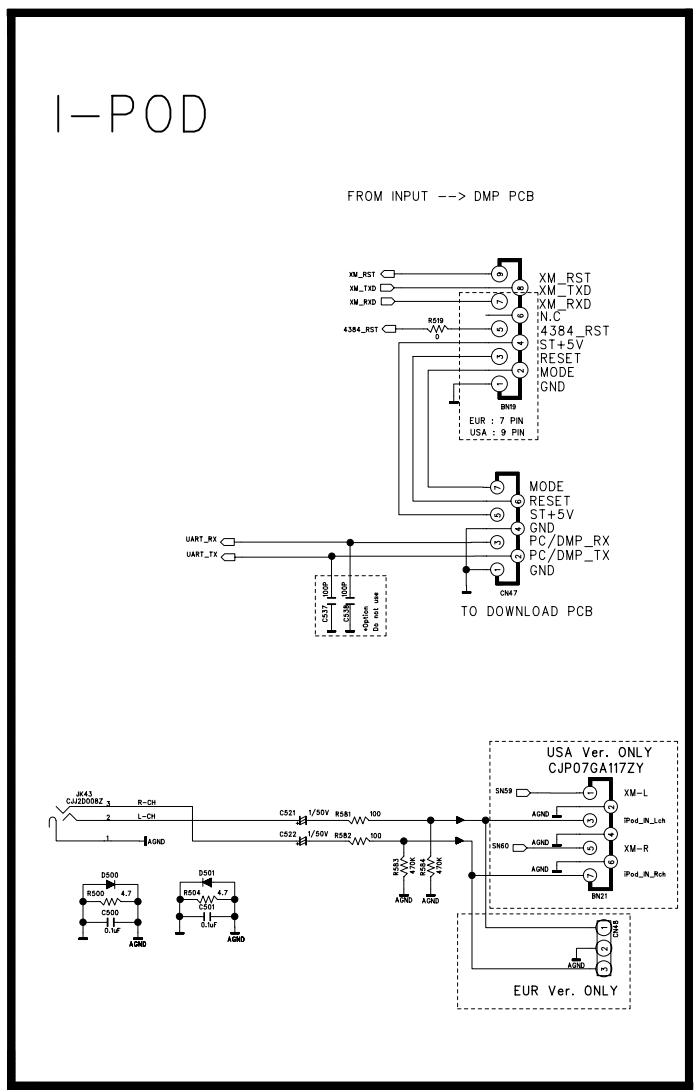 I-POD
FROM INPUT --> DMP PCB
XM_RST
XM_TXD
XM_RXD
4384_RST
R519
0
9
8
7
6
5
4
3
2
1
XM_RST
XM_TXD
XM_RXD
N.C
4384_RST
ST+5V
RESET
MODE
GND
BN19
EUR : 7 PIN
USA : 9 PIN
7
6
5
4
3
2
1
MODE
RESET
ST+5V
GND
PC/DMP_RX
PC/DMP_TX
GND
CN47
TO DOWNLOAD PCB
UART_RX
UART_TX
100P
C537
100P
C538
*Option
Do not use
USA Ver. ONLY
CJP07GA117ZY
SN59
1
XM-L
AGND
2
3
iPod_IN_Lch
AGND
4
SN60
5
XM-R
AGND
6
7
iPod_IN_Rch
BN21
JK43
CJJ2D008Z
3
R-CH
2
L-CH
1
AGND
C521
1/50V
R581
100
C522
1/50V
R582
100
R583
470K
R584
470K
AGND
AGND
D500
R500
4.7
C500
0.1uF
AGND
D501
R504
4.7
C501
0.1uF
AGND
1
2
3
CN48
AGND
EUR Ver. ONLY